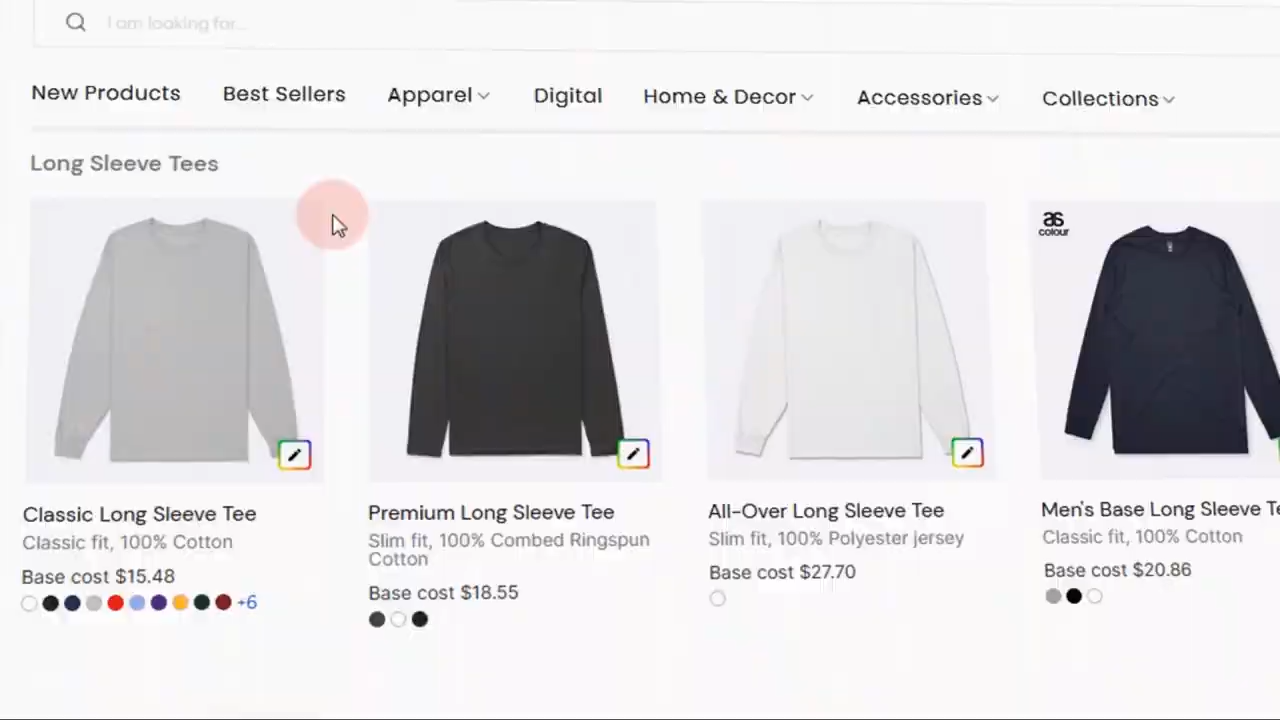 I am looking for...
New Products Best Sellers Apparel Digital Home & Decor Accessories Collections
Long Sleeve Tees
as
colour
Classic Long Sleeve Tee
Classic fit, 100% Cotton
Base cost $15.48
+6
Premium Long Sleeve Tee
Slim fit, 100% Combed Ringspun
Cotton
Base cost $18.55
All-Over Long Sleeve Tee
Slim fit, 100% Polyester jersey
Base cost $27.70
Men's Base Long Sleeve Te
Classic fit, 100% Cotton
Base cost $20.86